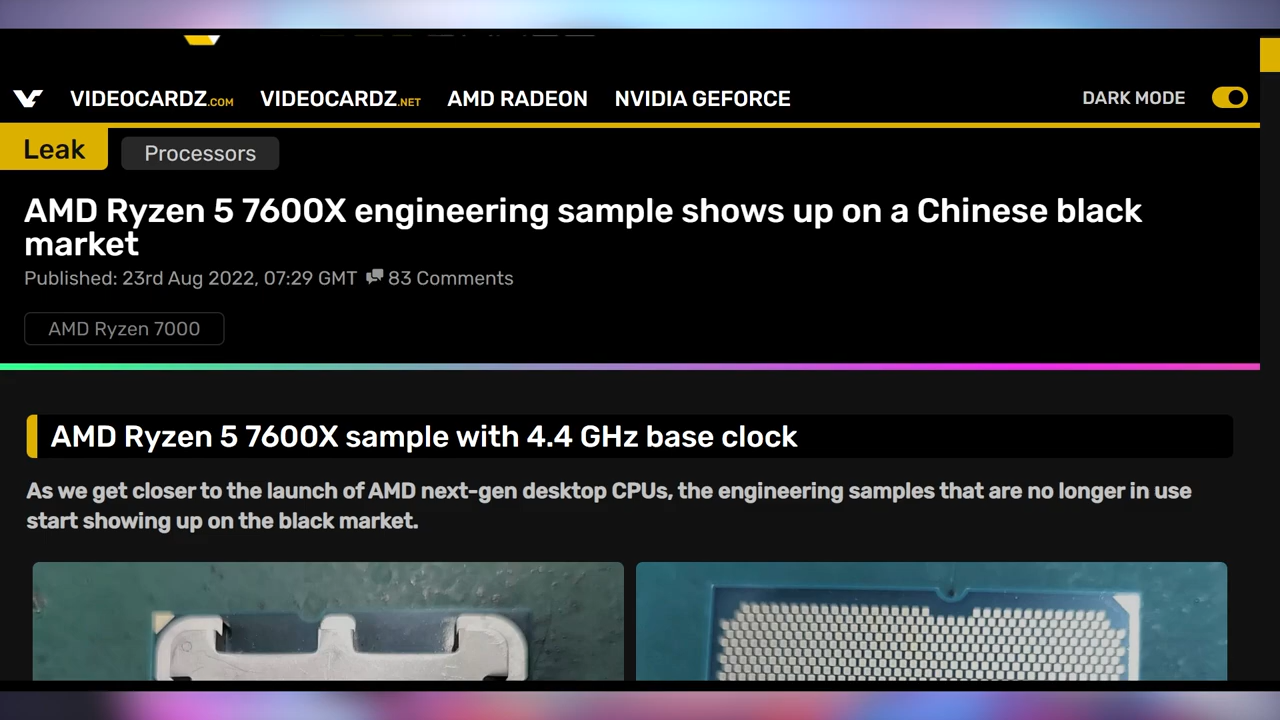 VIDEOCARDZ.COM VIDEOCARDZ.NET AMD RADEON NVIDIA GEFORCE DARK MODE
Leak Processors
AMD Ryzen 5 7600X engineering sample shows up on a Chinese black
market
Published: 23rd Aug 2022, 07:29 GMT 83 Comments
AMD Ryzen 7000
AMD Ryzen 5 7600X sample with 4.4 GHz base clock
As we get closer to the launch of AMD next-gen desktop CPUs, the engineering samples that are no longer in use
start showing up on the black market.